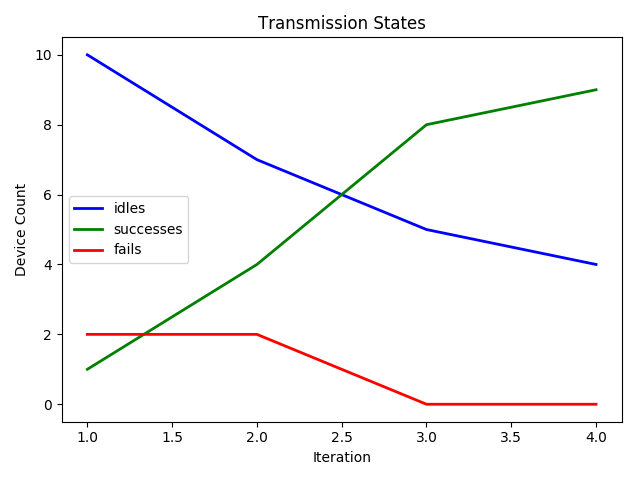 Transmission States
10
8
6
4
2
0
Device Count
idles
successes
fails
1.0 1.5 2.0 2.5 3.0 3.5 4.0
Iteration